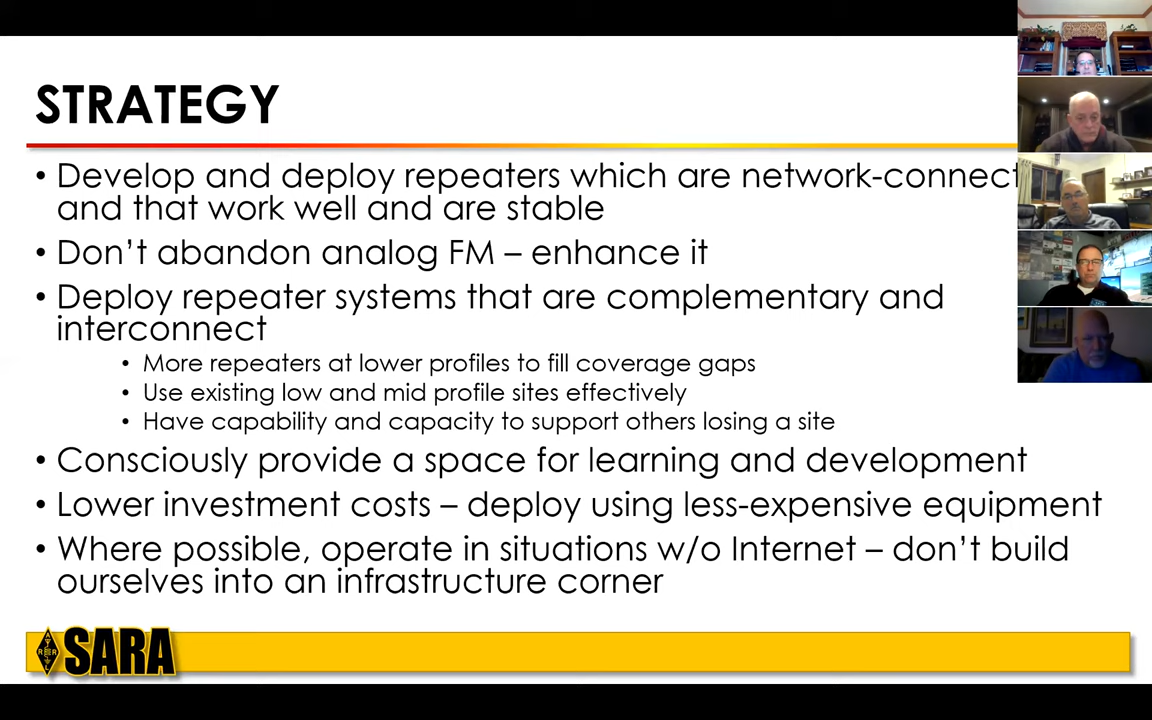 STRATEGY
• Develop and deploy repeaters which are network-connect
and that work well and are stable
• Don’t abandon analog FM – enhance it
• Deploy repeater systems that are complementary and
interconnect
• More repeaters at lower profiles to fill coverage gaps
• Use existing low and mid profile sites effectively
• Have capability and capacity to support others losing a site
• Consciously provide a space for learning and development
• Lower investment costs – deploy using less-expensive equipment
• Where possible, operate in situations w/o Internet – don’t build
ourselves into an infrastructure corner
SARA